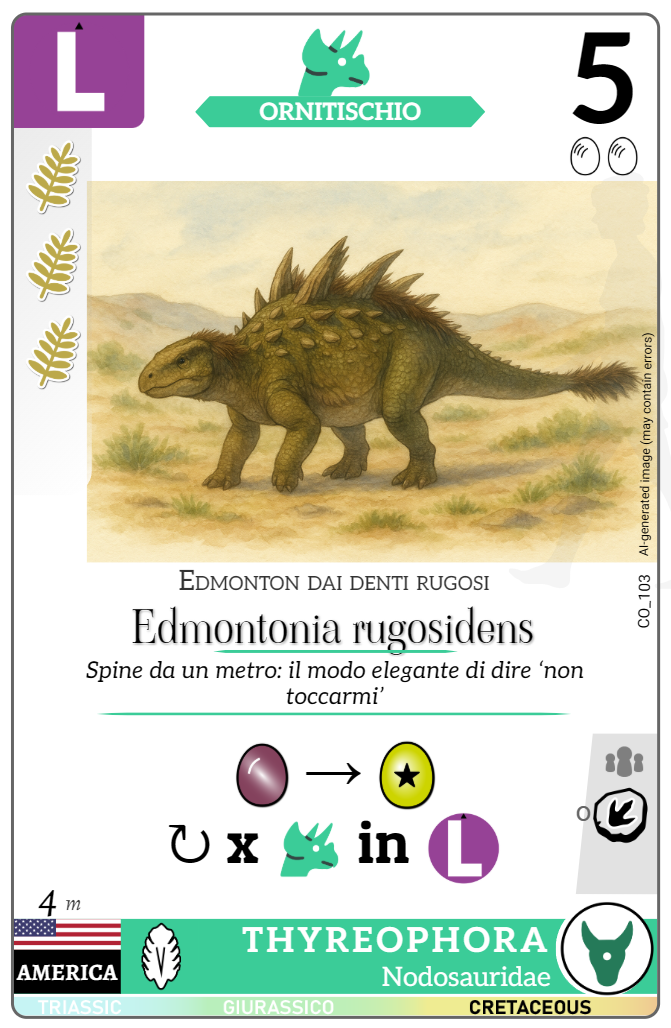 L
ORNITISCHIO
5
AI-generated image (may contain errors)
CO_103
EDMONTON DAI DENTI RUGOSI
Edmontonia rugosidens
Spine da un metro: il modo elegante di dire ‘non
toccarmi’
→
↻ x in L
O
4 m
AMERICA
THYREOPHORA
Nodosauridae
TRIASSIC GIURASSICO CRETACEOUS